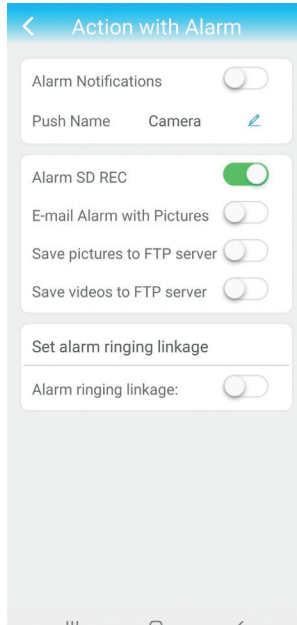 Action with Alarm
Alarm Notifications
Push Name Camera
Alarm SD REC
E-mail Alarm with Pictures
Save pictures to FTP server
Save videos to FTP server
Set alarm ringing linkage
Alarm ringing linkage: